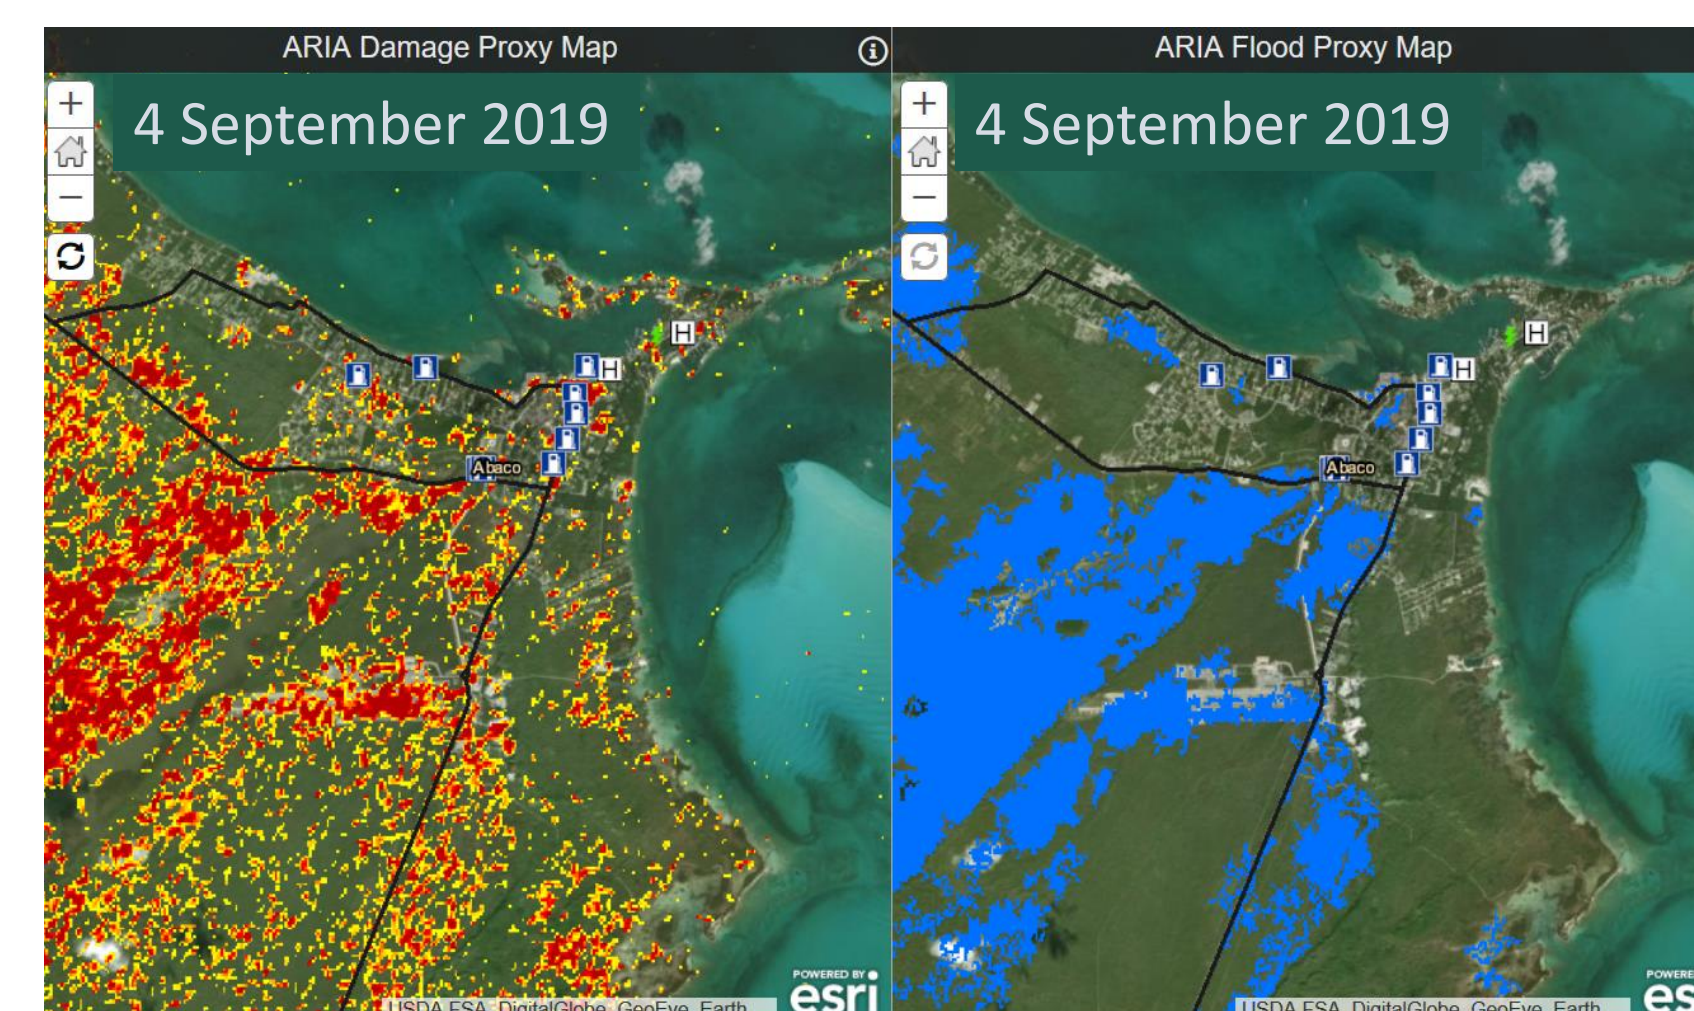 ARIA Damage Proxy Map
4 September 2019
H
H
Abaco
POWERED BY
esri
USDA FSA, DigitalGlobe, GeoEye, Earth
ARIA Flood Proxy Map
4 September 2019
H
H
Abaco
POWERE
es
USDA FSA, DigitalGlobe, GeoEye, Earth